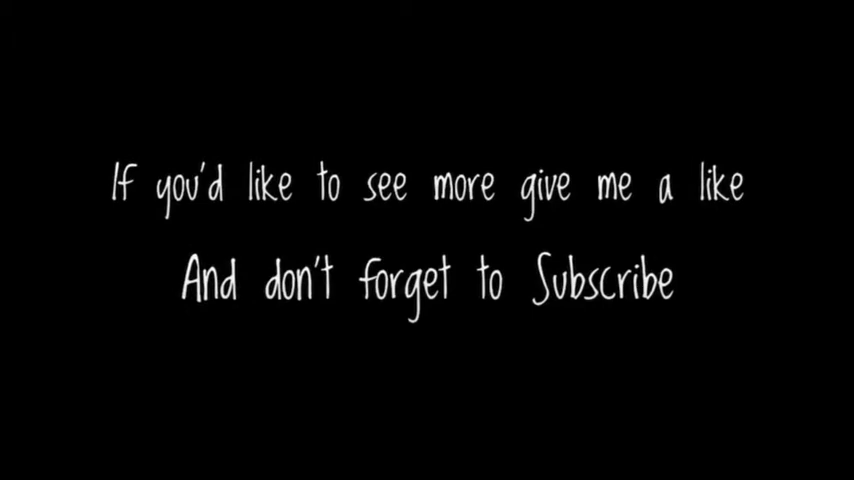 If you'd like to see more give me a like
And don't forget to Subscribe